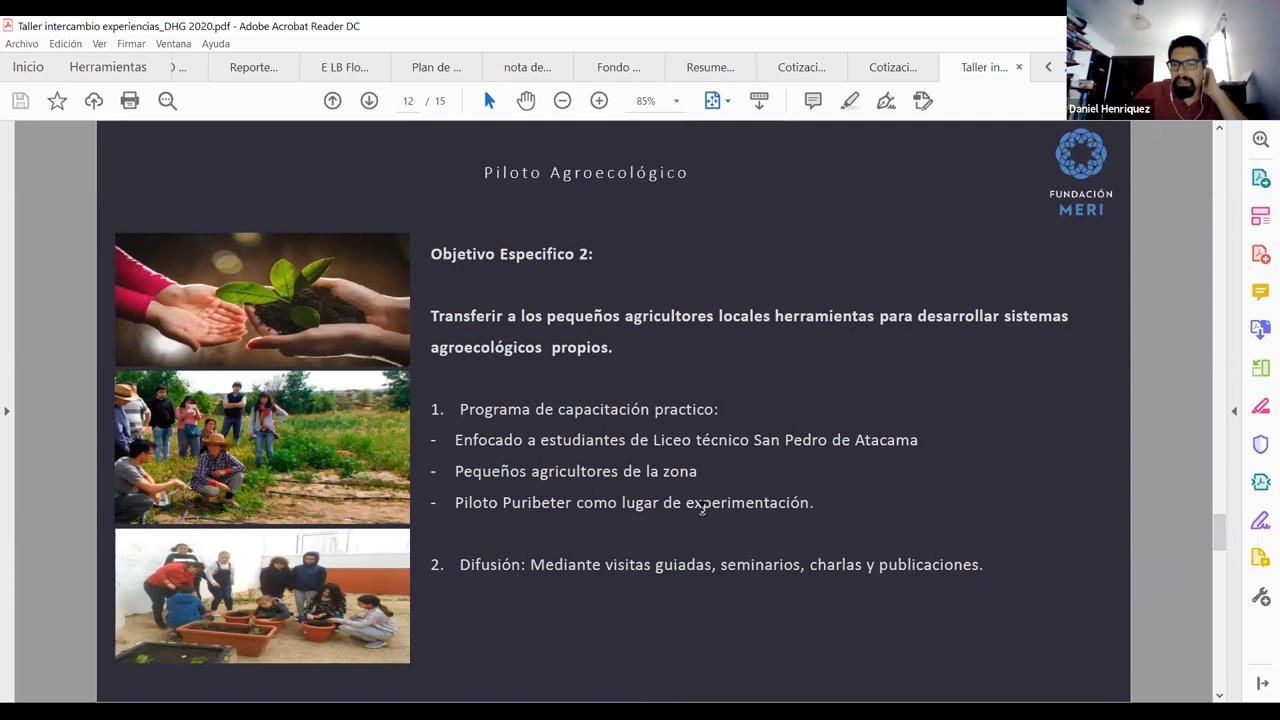 Taller intercambio experiencias_DHG 2020.pdf - Adobe Acrobat Reader DC
Archivo Edición Ver Firmar Ventana Ayuda
Inicio Herramientas O ... Reporte... E LB Flo... Plan de ... nota de... Fondo ... Resume... Cotizaci... Cotizaci... Taller in... ×
12 / 15 85%
Daniel Henriquez
Piloto Agroecológico
FUNDACIÓN
MERI
Objetivo Especifico 2:
Transferir a los pequeños agricultores locales herramientas para desarrollar sistemas
agroecológicos propios.
1. Programa de capacitación practico:
- Enfocado a estudiantes de Liceo técnico San Pedro de Atacama
- Pequeños agricultores de la zona
- Piloto Puribeter como lugar de experimentación.
2. Difusión: Mediante visitas guiadas, seminarios, charlas y publicaciones.